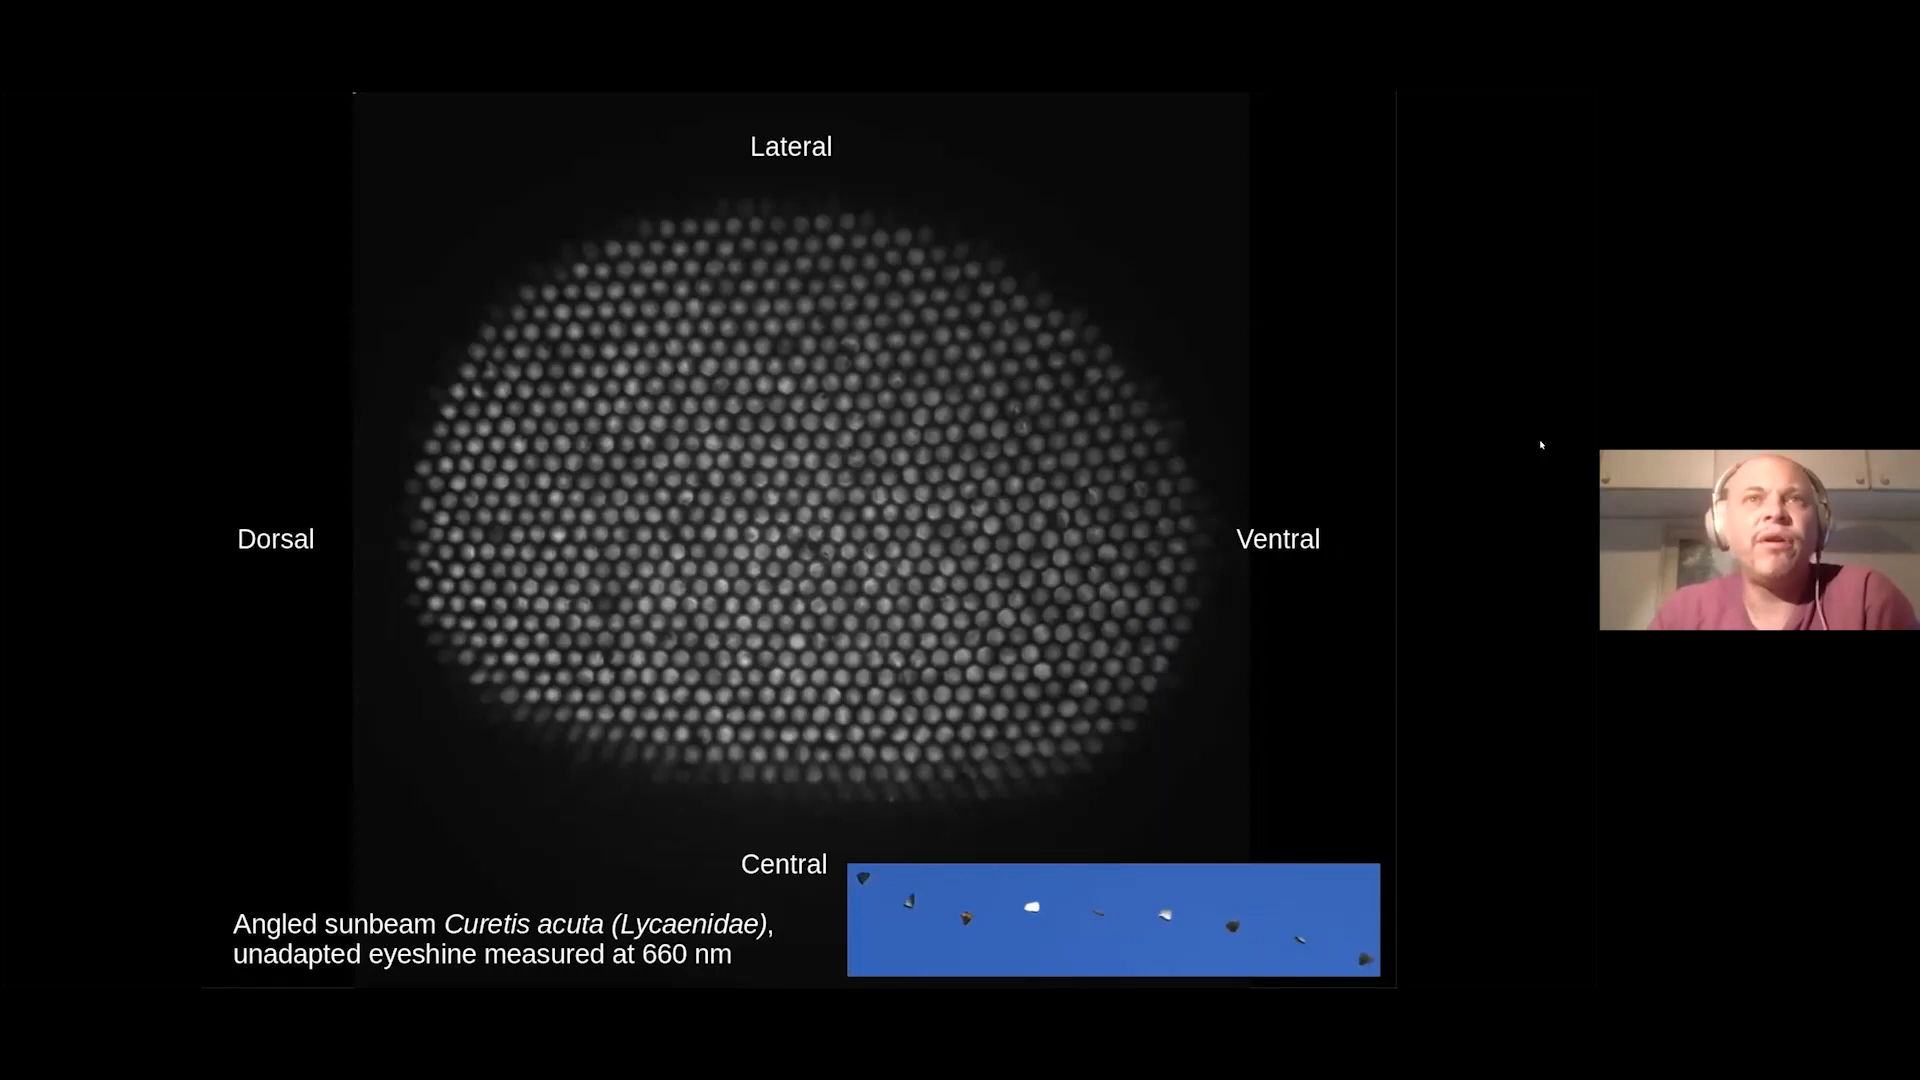 Lateral
Dorsal
Ventral
Central
Angled sunbeam Curetis acuta (Lycaenidae),
unadapted eyeshine measured at 660 nm